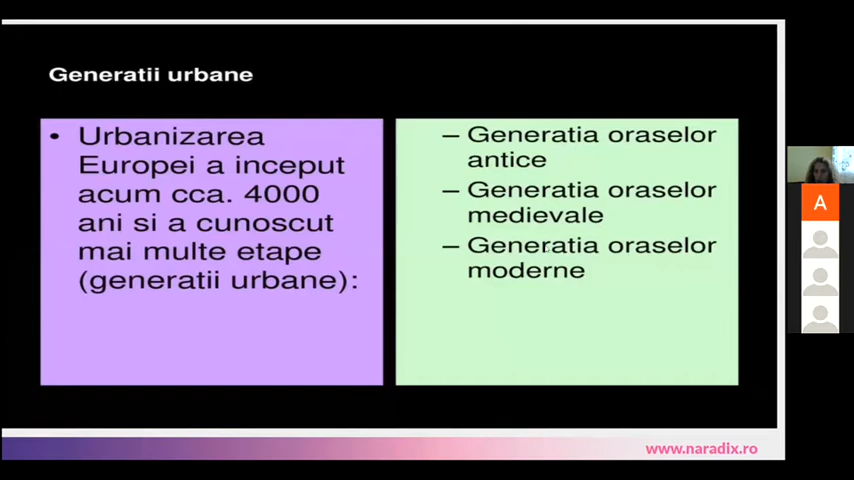 Generatii urbane
• Urbanizarea
Europei a inceput
acum cca. 4000
ani si a cunoscut
mai multe etape
(generatii urbane):
– Generatia oraselor
antice
– Generatia oraselor
medievale
– Generatia oraselor
moderne
A
www.naradix.ro